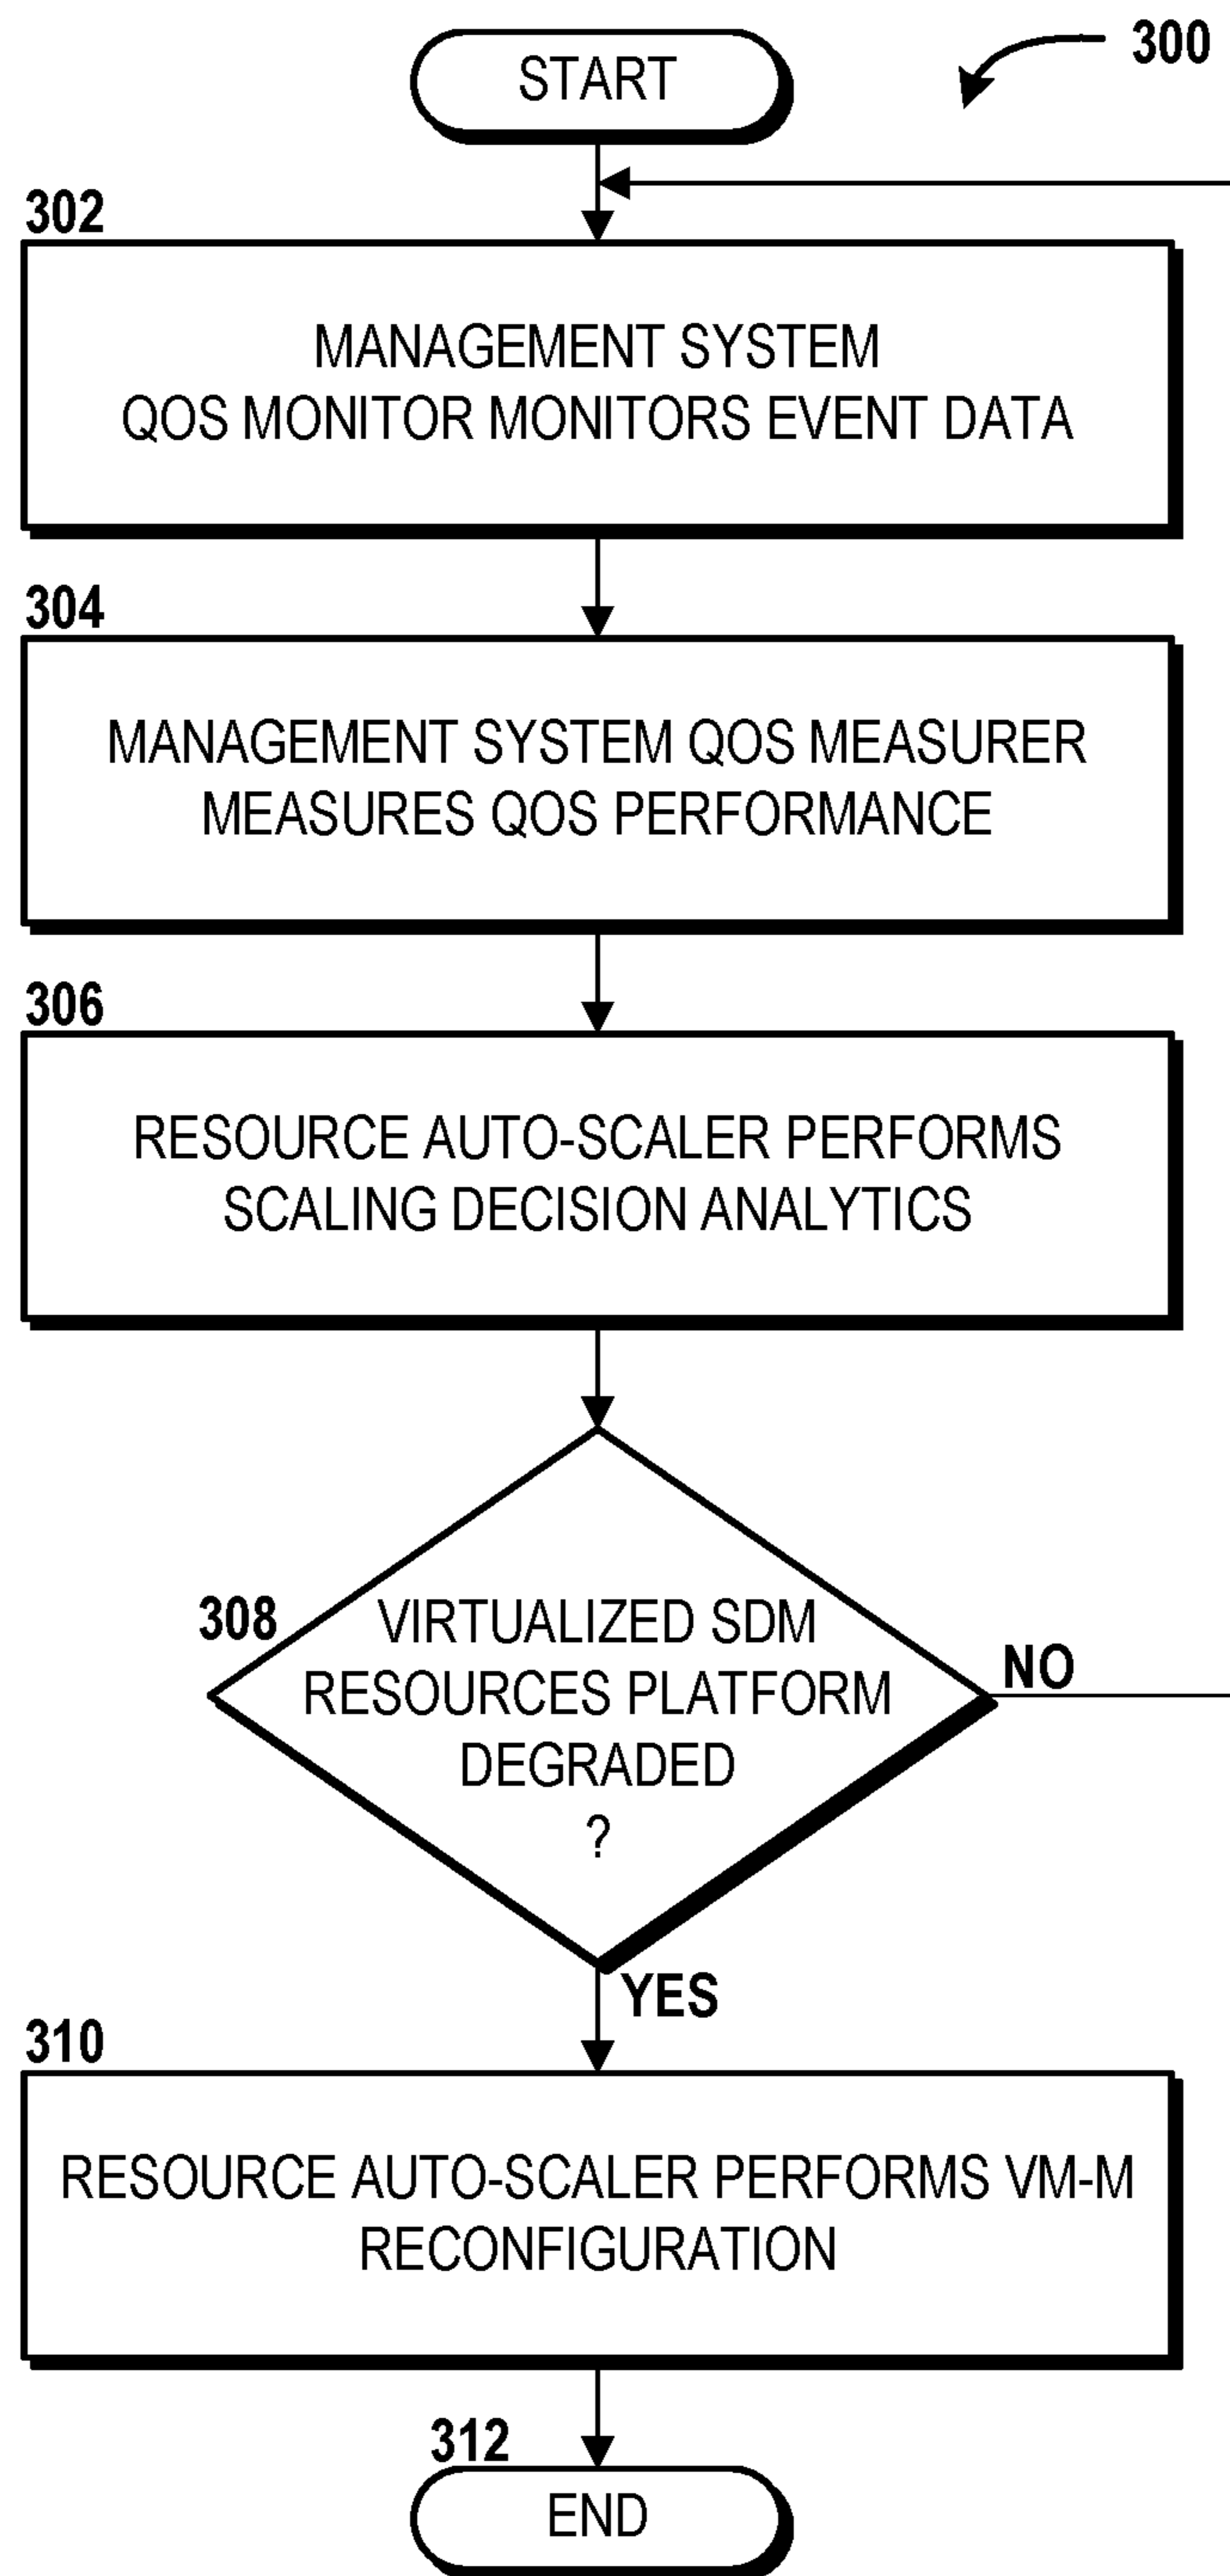 START
300
302
MANAGEMENT SYSTEM
QOS MONITOR MONITORS EVENT DATA
304
MANAGEMENT SYSTEM QOS MEASURER
MEASURES QOS PERFORMANCE
306
RESOURCE AUTO-SCALER PERFORMS
SCALING DECISION ANALYTICS
308
VIRTUALIZED SDM
RESOURCES PLATFORM
DEGRADED
?
NO
YES
310
RESOURCE AUTO-SCALER PERFORMS VM-M
RECONFIGURATION
312
END